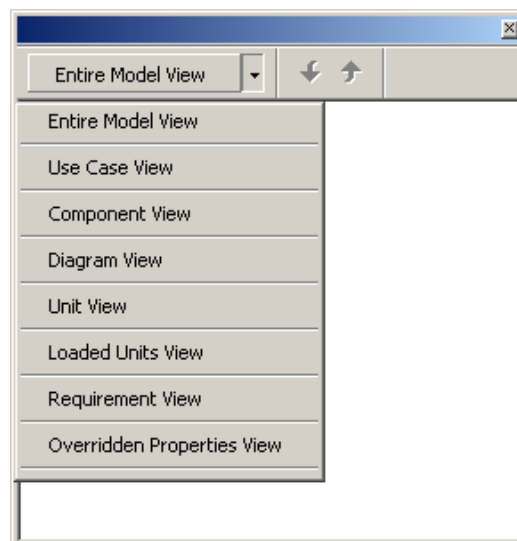 Entire Model View
Entire Model View
Use Case View
Component View
Diagram View
Unit View
Loaded Units View
Requirement View
Overridden Properties View